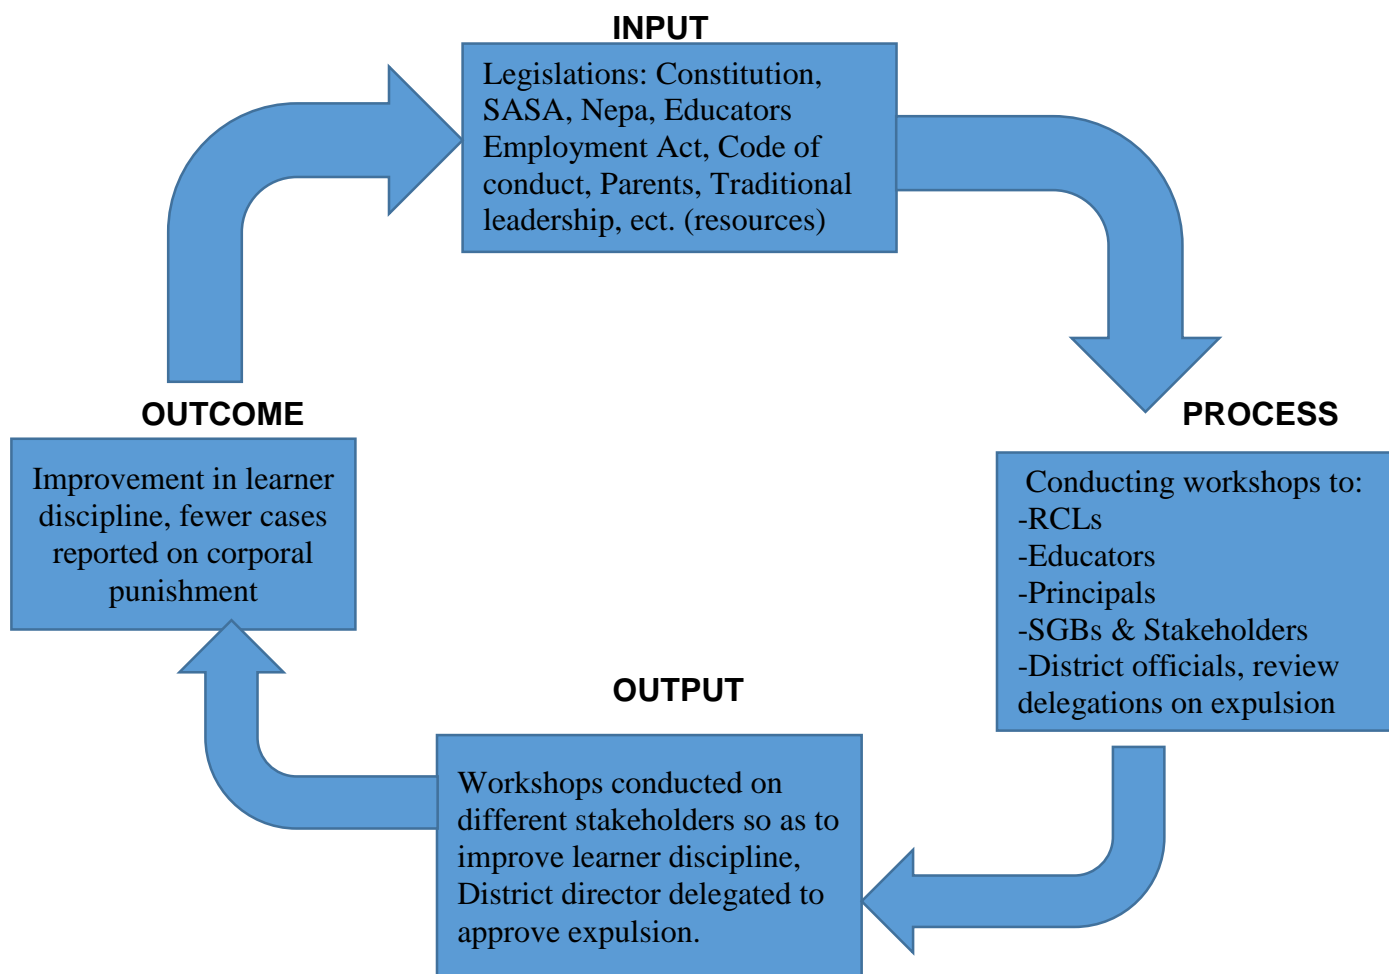 INPUT
Legislations: Constitution,
SASA, Nepa, Educators
Employment Act, Code of
conduct, Parents, Traditional
leadership, ect. (resources)
PROCESS
Conducting workshops to:
-RCLs
-Educators
-Principals
-SGBs & Stakeholders
-District officials, review
delegations on expulsion
OUTPUT
Workshops conducted on
different stakeholders so as to
improve learner discipline,
District director delegated to
approve expulsion.
OUTCOME
Improvement in learner
discipline, fewer cases
reported on corporal
punishment